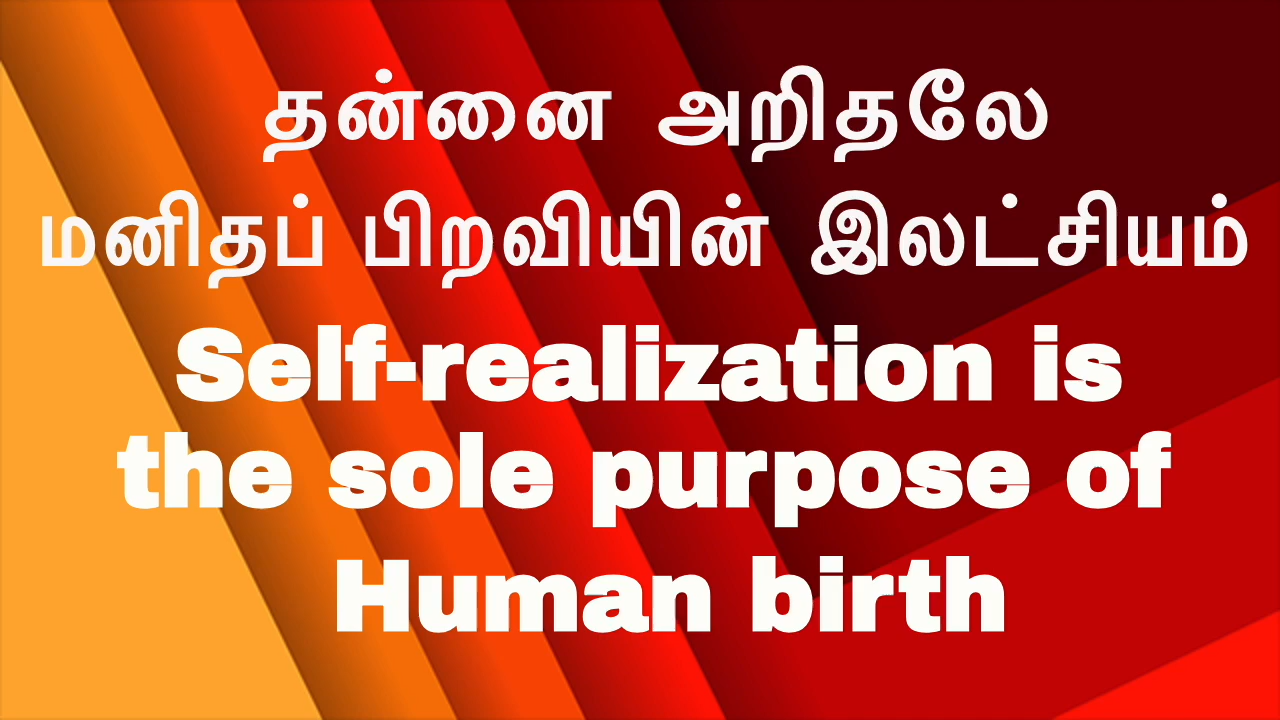 தன்னை அறிதலே
மனிதப் பிறவியின் இலட்சியம்
Self-realization is
the sole purpose of
Human birth